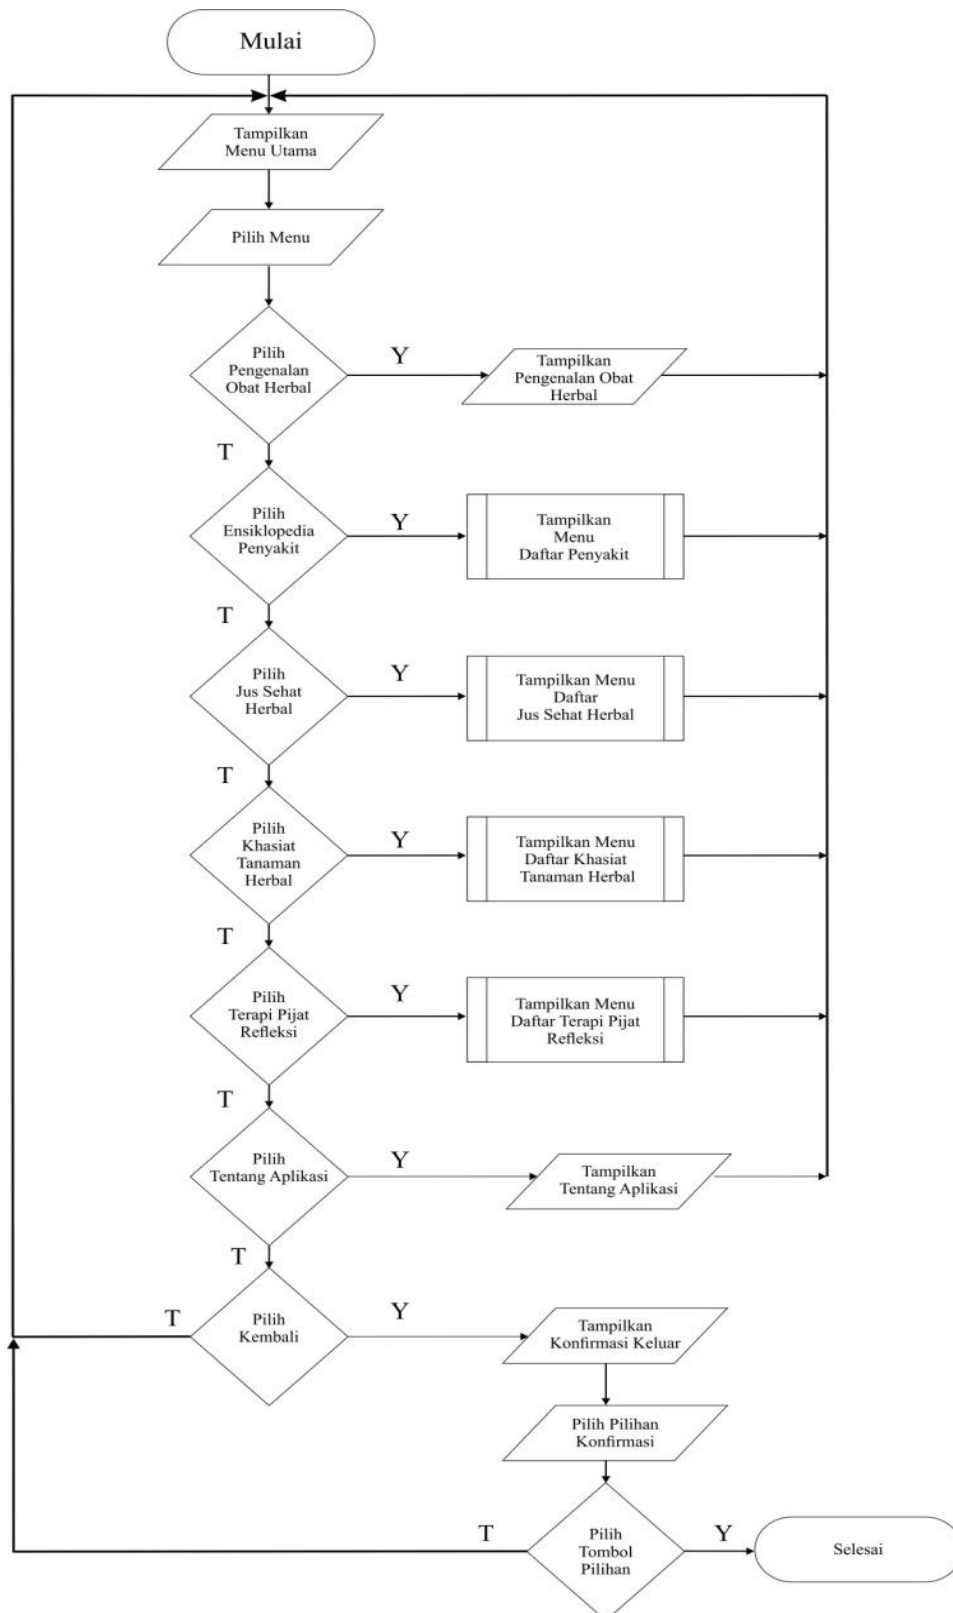 Mulai
Tampilkan
Menu Utama
Pilih Menu
Pilih
Pengenalan
Obat Herbal
Y
Tampilkan
Pengenalan Obat
Herbal
T
Pilih
Ensiklopedia
Penyakit
Y
Tampilkan
Menu
Daftar Penyakit
T
Pilih
Jus Sehat
Herbal
Y
Tampilkan Menu
Daftar
Jus Sehat Herbal
T
Pilih
Khasiat
Tanaman
Herbal
Y
Tampilkan Menu
Daftar Khasiat
Tanaman Herbal
T
Pilih
Terapi Pijat
Refleksi
Y
Tampilkan Menu
Daftar Terapi Pijat
Refleksi
T
Pilih
Tentang Aplikasi
Y
Tampilkan
Tentang Aplikasi
T
T
Pilih
Kembali
Y
Tampilkan
Konfirmasi Keluar
Pilih Pilihan
Konfirmasi
T
Pilih
Tombol
Pilihan
Y
Selesai